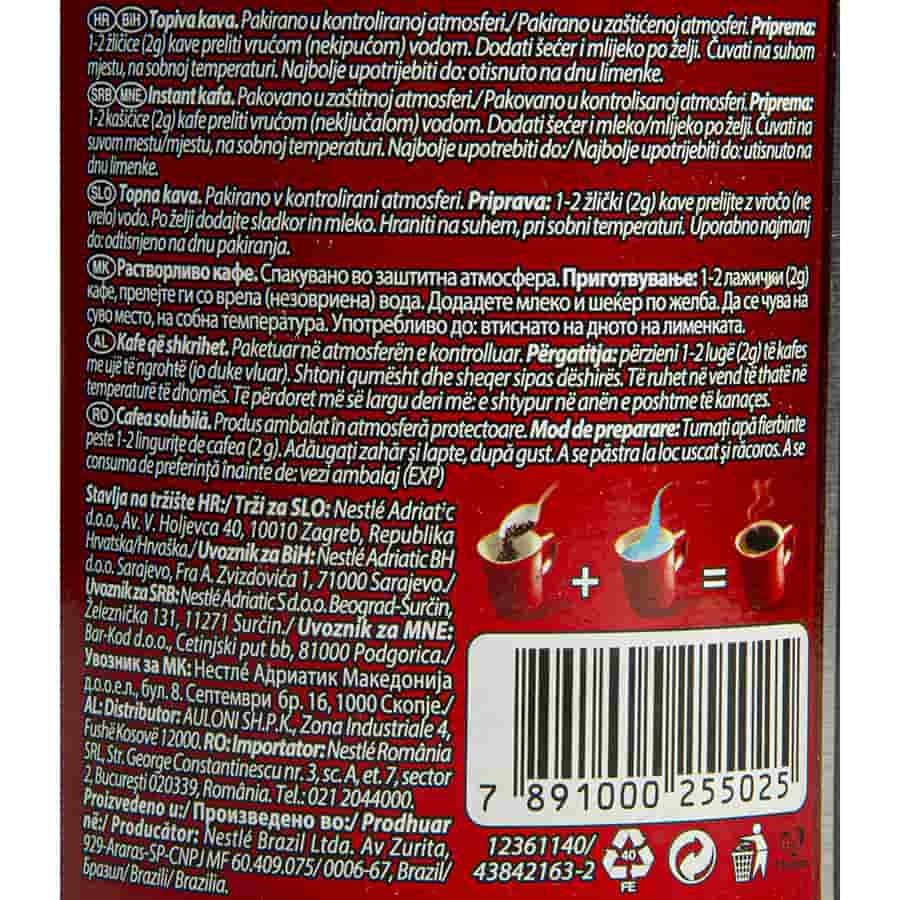 HR BIH Topiva kava. Pakirano u kontroliranoj atmosferi./ Pakirano u zaštićenoj atmosferi. Priprema:
1-2 žličice (2g) kave preliti vrućom (nekipućom) vodom. Dodati šećer i mlijeko po želji. Čuvati na suhom
mjestu, na sobnoj temperaturi. Najbolje upotrijebiti do: otisnuto na dnu limenke.
SRB MNE Instant kafa. Pakovano u zaštitnoj atmosferi./ Pakovano u kontrolisanoj atmosferi. Priprema:
1-2 kašičice (2g) kafe preliti vrućom (neključalom) vodom. Dodati šećer i mleko/mlijeko po želji. Čuvati na
suvom mestu/mjestu, na sobnoj temperaturi. Najbolje upotrebiti do:/ Najbolje upotrijebiti do: utisnuto na
dnu limenke.
SLO Topna kava. Pakirano v kontrolirani atmosferi. Priprava: 1-2 žlički (2g) kave prelijte z vročo (ne
vrelo) vodo. Po želji dodajte sladkor in mleko. Hraniti na suhem, pri sobni temperaturi. Uporabno najmanj
do: odtisnjeno na dnu pakiranja.
MK Растворливо кафе. Спакувано во заштитна атмосфера. Приготвување: 1-2 лажички (2g)
кафе, прелејте ги со врела (незовриена) вода. Додадете млеко и шеќер по желба. Да се чува на
суво место, на собна температура. Употребливо до: втиснато на дното на лименката.
AL Kafe që shkrihet. Paketuar në atmosferën e kontrolluar. Përgatitja: përzieni 1-2 lugë (2g) të kafes
me ujë të ngrohtë (jo duke vluar). Shtoni qumësht dhe sheqer sipas dëshirës. Të ruhet në vend të thatë në
temperaturë të dhomës. Të përdoret më së largu deri më: e shtypur në anën e poshtme të kanaçes.
RO Cafea solubilă. Produs ambalat în atmosferă protectoare. Mod de preparare: Turnați apă fierbinte
peste 1-2 lingurițe de cafea (2 g). Adăugați zahăr și lapte, după gust. A se păstra la loc uscat și răcoros. A se
consuma de preferință înainte de: vezi ambalaj (EXP)
Stavlja na tržište HR:/ Trži za SLO: Nestlé Adriatic
d.o.o., Av. V. Holjevca 40, 10010 Zagreb, Republika
Hrvatska/Hrvaška./ Uvoznik za BiH: Nestlé Adriatic BH
d.o.o. Sarajevo, Fra A. Zvizdovića 1, 71000 Sarajevo./
Uvoznik za SRB: Nestlé Adriatic S d.o.o. Beograd-Surčin,
Železnička 131, 11271 Surčin./ Uvoznik za MNE:
Bar-Kod d.o.o., Cetinjski put bb, 81000 Podgorica./
Увозник за МК: Нестле́ Адриатик Македонија
д.о.о.ел., бул. 8. Септември бр. 16, 1000 Скопје./
AL: Distributor: AULONI SH.P.K., Zona Industriale 4,
Fushë Kosovë 12000. RO: Importator: Nestlé România
SRL, Str. George Constantinescu nr. 3, sc. A, et. 7, sector
2, București 020339, România. Tel.: 021 2044000.
Proizvedeno u:/ Произведено во:/ Prodhuar
në:/ Producător: Nestlé Brazil Ltda. Av Zurita,
929-Araras-SP-CNPJ MF 60.409.075/ 0006-67, Brazil/
Бразил/ Brazili/ Brazilia.
+ =
7 891000 255025
12361140/
43842163-2
40
FE